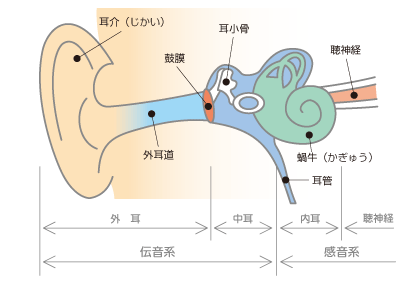 耳介（じかい）
耳小骨
鼓膜
聴神経
外耳道
蝸牛（かぎゅう）
耳管
外 耳
中耳
内耳
聴神経
伝音系
感音系